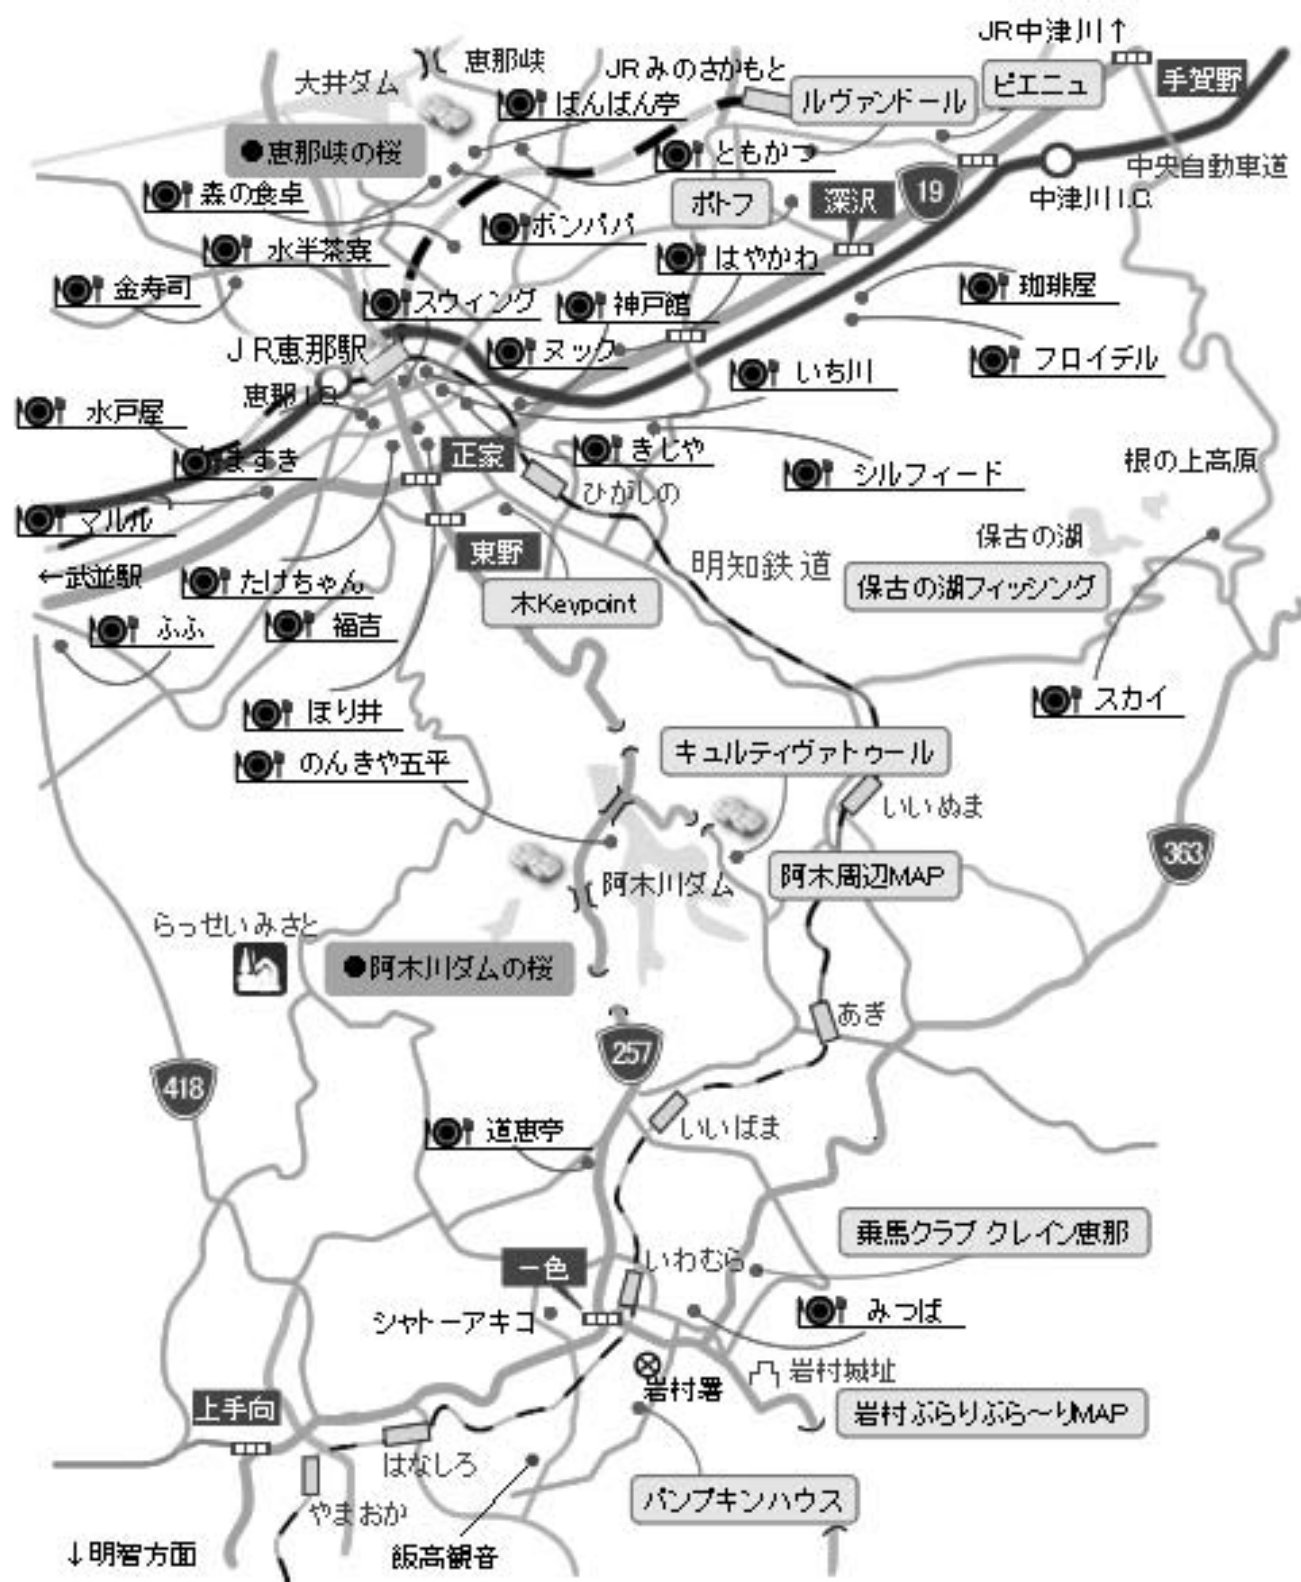 JR中津川↑
恵那峡
大井ダム
JRみのさかもと
手賀野
ピエニュ
ルヴァンドール
ばんばん亭
●恵那峡の桜
ともかつ
中央自動車道
19
中津川I.C.
森の食卓
ポトフ
深沢
ボンパパ
水半茶寮
はやかわ
金寿司
珈琲屋
スウィング
神戸館
JR恵那駅
ヌック
いち川
フロイデル
恵那I.C.
水戸屋
ますき
正家
きじや
シルフィード
根の上高原
ひがしの
マルル
保古の湖
東野
明知鉄道
←武並駅
たけちゃん
木Keypoint
保古の湖フィッシング
ふふ
福吉
スカイ
ほり井
キュルティヴァトゥール
のんきや五平
いいぬま
363
阿木川ダム
阿木周辺MAP
らっせいみさと
●阿木川ダムの桜
あぎ
257
418
道恵亭
いいばま
乗馬クラブ クレイン恵那
いわむら
一色
シャトーアキコ
みつば
岩村城址
岩村署
上手向
岩村ぶらりぶら～りMAP
はなしろ
パンプキンハウス
やまおか
↓明智方面
飯高観音